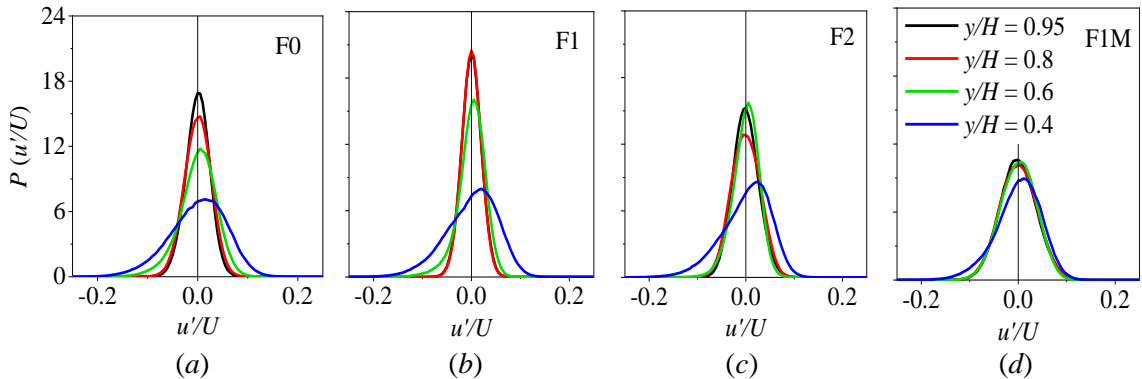 24
18
12
6
0
P (u'/U)
F0
F1
F2
F1M
y/H = 0.95
y/H = 0.8
y/H = 0.6
y/H = 0.4
-0.2 0.0 0.2
-0.2 0.0 0.2
-0.2 0.0 0.2
-0.2 0.0 0.2
u'/U
u'/U
u'/U
u'/U
(a)
(b)
(c)
(d)